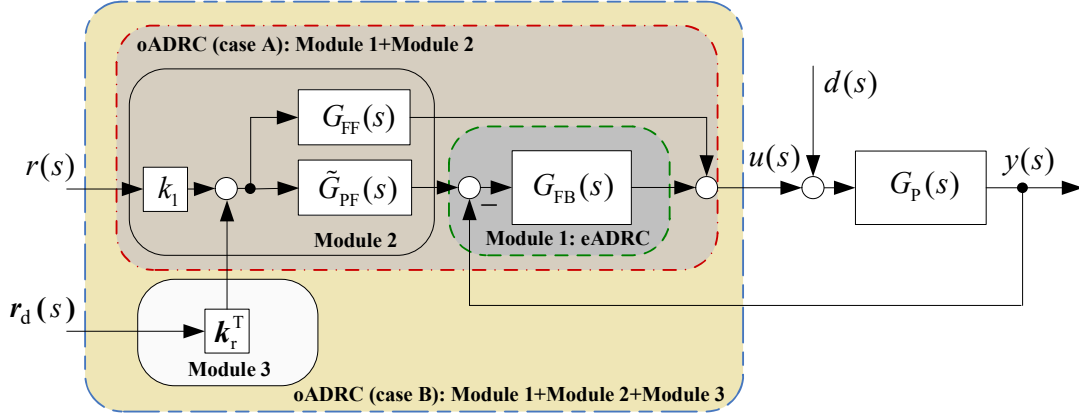 oADRC (case A): Module 1+Module 2
G_FF(s)
d(s)
r(s)
k_1
G̃_PF(s)
−
G_FB(s)
u(s)
G_P(s)
y(s)
Module 2
Module 1: eADRC
r_d(s)
k_r^T
Module 3
oADRC (case B): Module 1+Module 2+Module 3